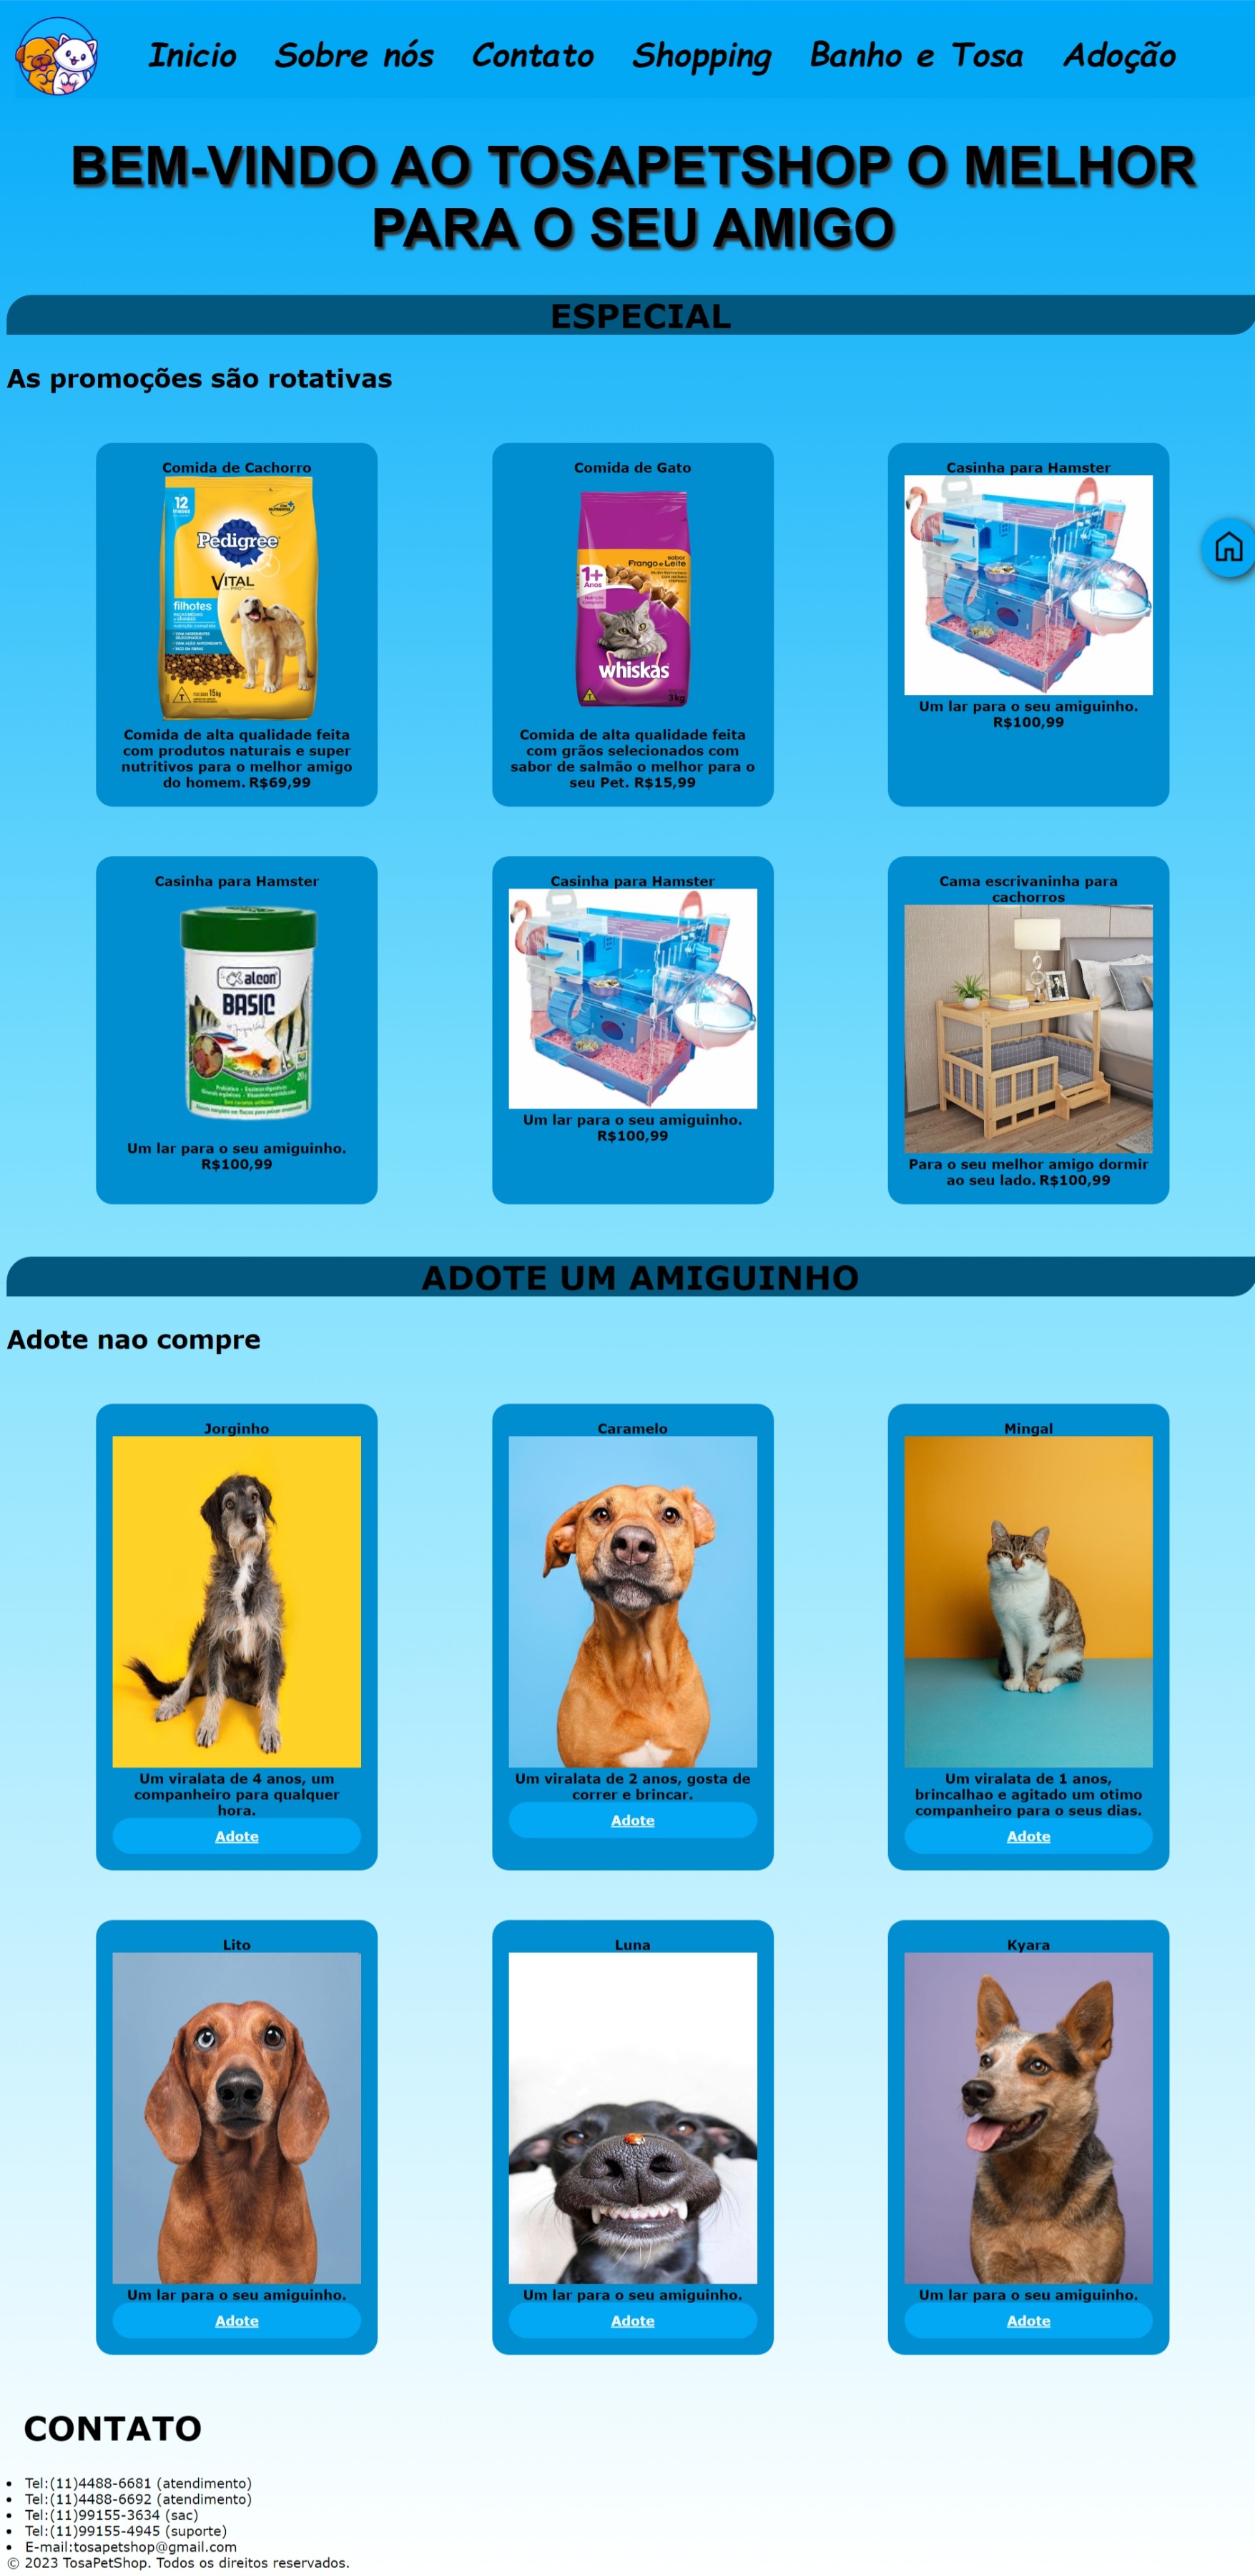 Inicio Sobre nós Contato Shopping Banho e Tosa Adoção
BEM-VINDO AO TOSAPETSHOP O MELHOR
PARA O SEU AMIGO
ESPECIAL
As promoções são rotativas
Comida de Cachorro
12
meses
Pedigree
VITAL
PRO
filhotes
nutrição completa
15kg
Comida de alta qualidade feita
com produtos naturais e super
nutritivos para o melhor amigo
do homem. R$69,99
Comida de Gato
sabor
Frango e Leite
1+
Anos
whiskas
3kg
Comida de alta qualidade feita
com grãos selecionados com
sabor de salmão o melhor para o
seu Pet. R$15,99
Casinha para Hamster
Um lar para o seu amiguinho.
R$100,99
Casinha para Hamster
alcon
BASIC
20g
Um lar para o seu amiguinho.
R$100,99
Casinha para Hamster
Um lar para o seu amiguinho.
R$100,99
Cama escrivaninha para
cachorros
Para o seu melhor amigo dormir
ao seu lado. R$100,99
ADOTE UM AMIGUINHO
Adote nao compre
Jorginho
Um viralata de 4 anos, um
companheiro para qualquer
hora.
Adote
Caramelo
Um viralata de 2 anos, gosta de
correr e brincar.
Adote
Mingal
Um viralata de 1 anos,
brincalhao e agitado um otimo
companheiro para o seus dias.
Adote
Lito
Um lar para o seu amiguinho.
Adote
Luna
Um lar para o seu amiguinho.
Adote
Kyara
Um lar para o seu amiguinho.
Adote
CONTATO
• Tel:(11)4488-6681 (atendimento)
• Tel:(11)4488-6692 (atendimento)
• Tel:(11)99155-3634 (sac)
• Tel:(11)99155-4945 (suporte)
• E-mail:tosapetshop@gmail.com
© 2023 TosaPetShop. Todos os direitos reservados.